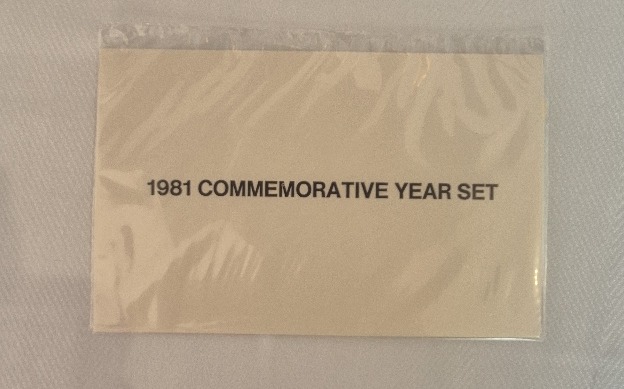 1981 COMMEMORATIVE YEAR SET